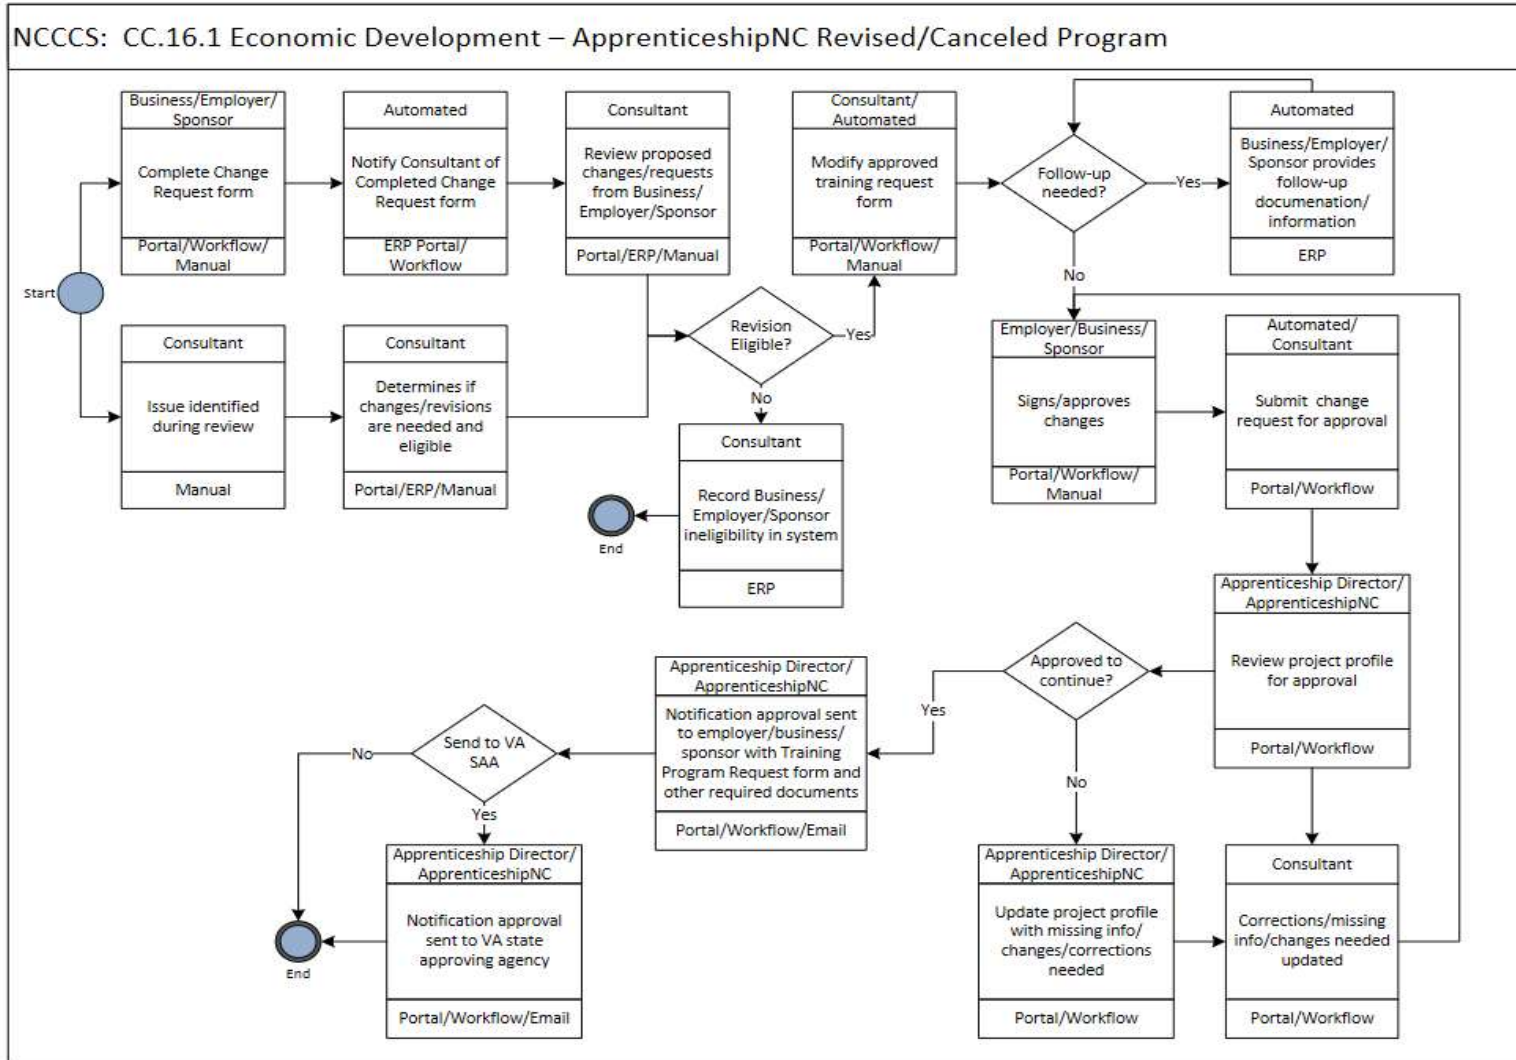 NCCCS:  CC.16.1 Economic Development – ApprenticeshipNC Revised/Canceled Program
Business/Employer/
Sponsor
Complete Change
Request form
Portal/Workflow/
Manual
Automated
Notify Consultant of
Completed Change
Request form
ERP Portal/
Workflow
Consultant
Review proposed
changes/requests
from Business/
Employer/Sponsor
Portal/ERP/Manual
Consultant/
Automated
Modify approved
training request
form
Portal/Workflow/
Manual
Follow-up
needed?
Yes
No
Automated
Business/Employer/
Sponsor provides
follow-up
documenation/
information
ERP
Start
Consultant
Issue identified
during review
Manual
Consultant
Determines if
changes/revisions
are needed and
eligible
Portal/ERP/Manual
Revision
Eligible?
Yes
No
Consultant
Record Business/
Employer/Sponsor
ineligibility in system
ERP
End
Employer/Business/
Sponsor
Signs/approves
changes
Portal/Workflow/
Manual
Automated/
Consultant
Submit change
request for approval
Portal/Workflow
Apprenticeship Director/
ApprenticeshipNC
Review project profile
for approval
Portal/Workflow
Approved to
continue?
Yes
No
Apprenticeship Director/
ApprenticeshipNC
Notification approval sent
to employer/business/
sponsor with Training
Program Request form and
other required documents
Portal/Workflow/Email
Send to VA
SAA
No
Yes
Apprenticeship Director/
ApprenticeshipNC
Notification approval
sent to VA state
approving agency
Portal/Workflow/Email
End
Apprenticeship Director/
ApprenticeshipNC
Update project profile
with missing info/
changes/corrections
needed
Portal/Workflow
Consultant
Corrections/missing
info/changes needed
updated
Portal/Workflow